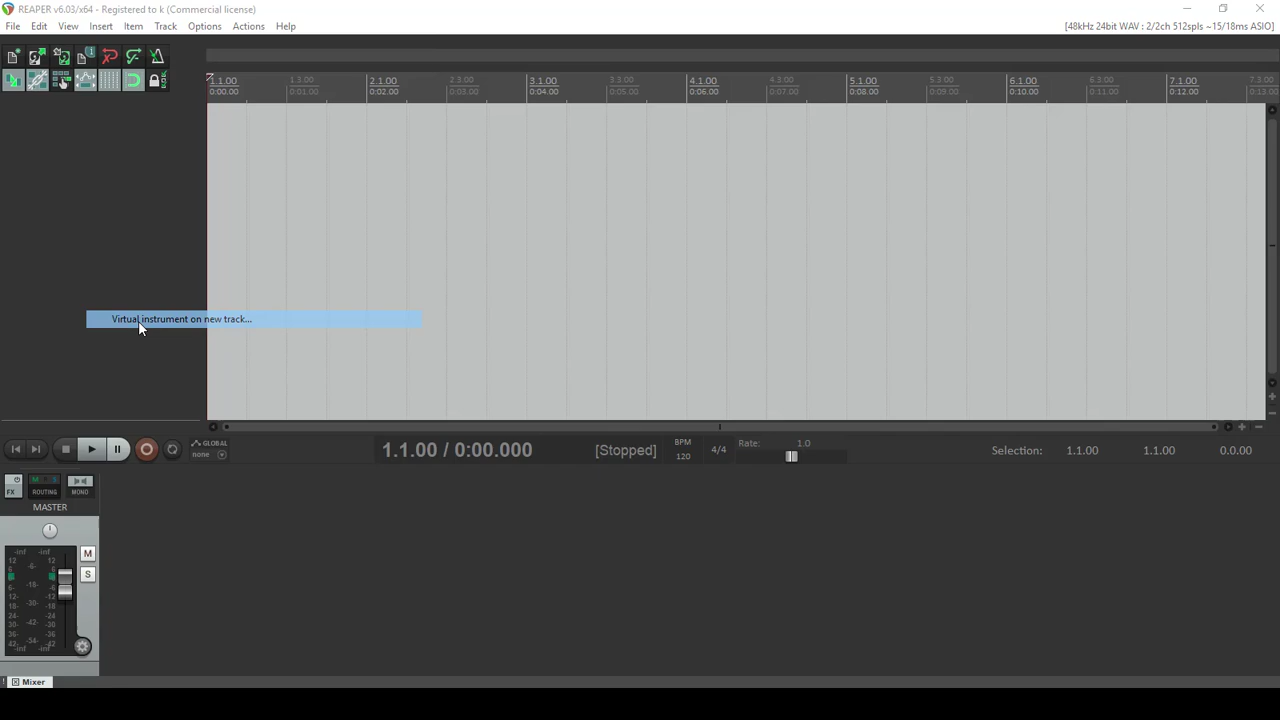 REAPER v6.03/x64 - Registered to k (Commercial license)
File Edit View Insert Item Track Options Actions Help
[48kHz 24bit WAV : 2/2ch 512spls ~15/18ms ASIO]
1.1.00 1.3.00 2.1.00 2.3.00 3.1.00 3.3.00 4.1.00 4.3.00 5.1.00 5.3.00 6.1.00 6.3.00 7.1.00 7.3.00
0:00.00 0:01.00 0:02.00 0:03.00 0:04.00 0:05.00 0:06.00 0:07.00 0:08.00 0:09.00 0:10.00 0:11.00 0:12.00 0:13.00
Virtual instrument on new track...
GLOBAL
none
1.1.00 / 0:00.000
[Stopped]
BPM
120
4/4
Rate: 1.0
Selection: 1.1.00 1.1.00 0.0.00
FX
M S
ROUTING
MONO
MASTER
-inf -inf
12 12
6 -6- 6
6- -18- -6
12- -12
18- -30- -18
24- -24
30- -42- -30
36- -36
42- -54- -42
-inf -inf
M
S
! Mixer